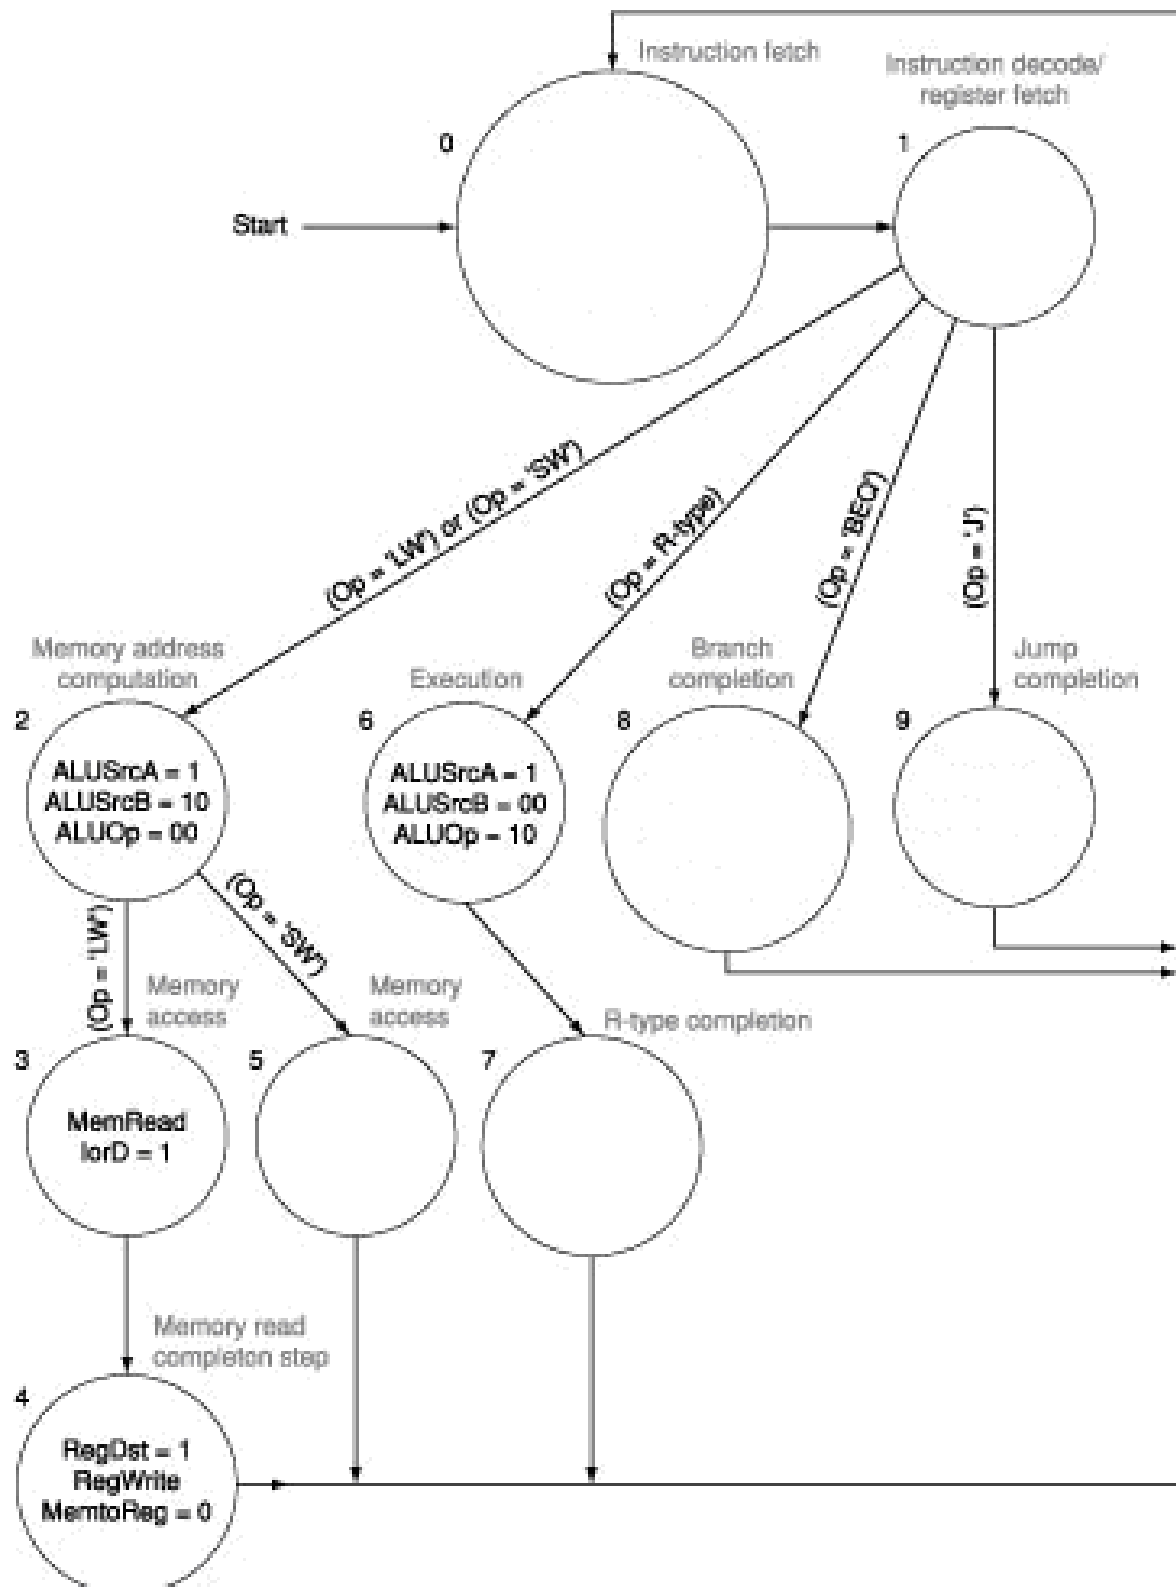 Instruction fetch
Instruction decode/
register fetch
0
1
Start
(Op = 'LW') or (Op = 'SW')
(Op = R-type)
(Op = 'BEQ')
(Op = 'J')
Memory address
computation
Execution
Branch
completion
Jump
completion
2
6
8
9
ALUSrcA = 1
ALUSrcB = 10
ALUOp = 00
ALUSrcA = 1
ALUSrcB = 00
ALUOp = 10
(Op = 'LW')
(Op = 'SW')
Memory
access
Memory
access
R-type completion
3
5
7
MemRead
IorD = 1
Memory read
completon step
4
RegDst = 1
RegWrite
MemtoReg = 0